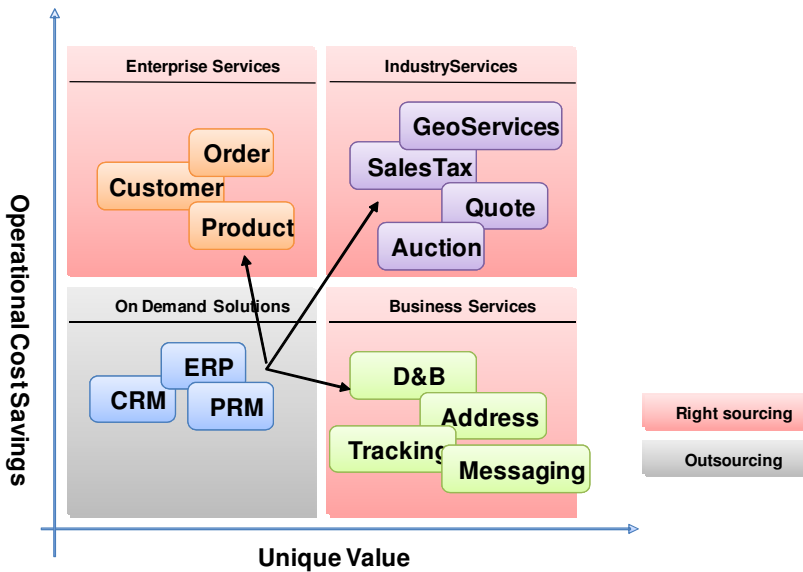 Enterprise Services
IndustryServices
GeoServices
Order
SalesTax
Customer
Quote
Product
Auction
Operational Cost Savings
On Demand Solutions
Business Services
ERP
D&B
CRM
PRM
Address
Tracking
Messaging
Right sourcing
Outsourcing
Unique Value